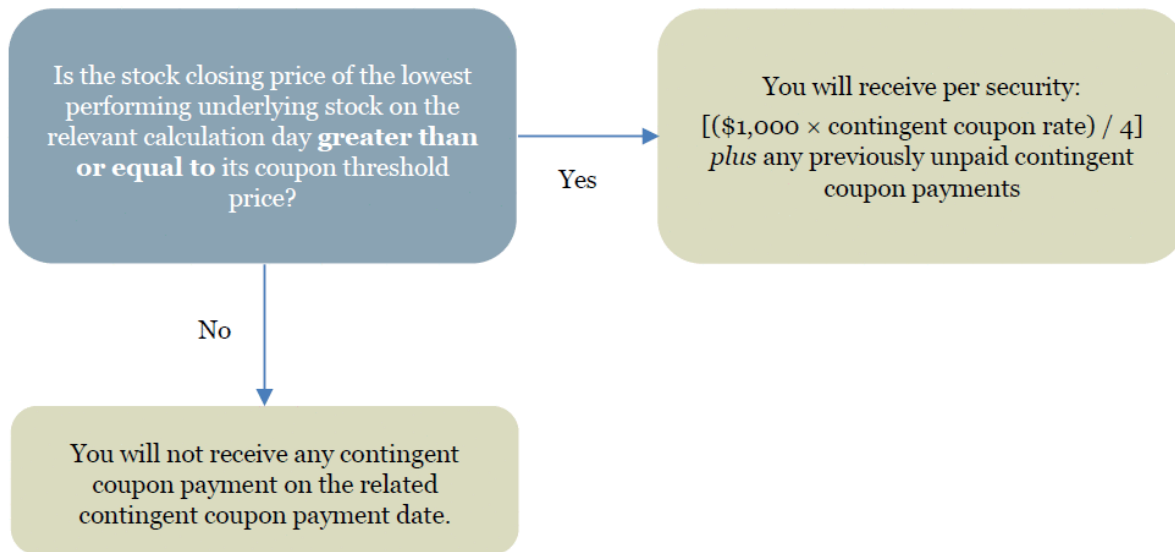 Is the stock closing price of the lowest
performing underlying stock on the
relevant calculation day greater than
or equal to its coupon threshold
price?
Yes
You will receive per security:
[($1,000 × contingent coupon rate) / 4]
plus any previously unpaid contingent
coupon payments
No
You will not receive any contingent
coupon payment on the related
contingent coupon payment date.